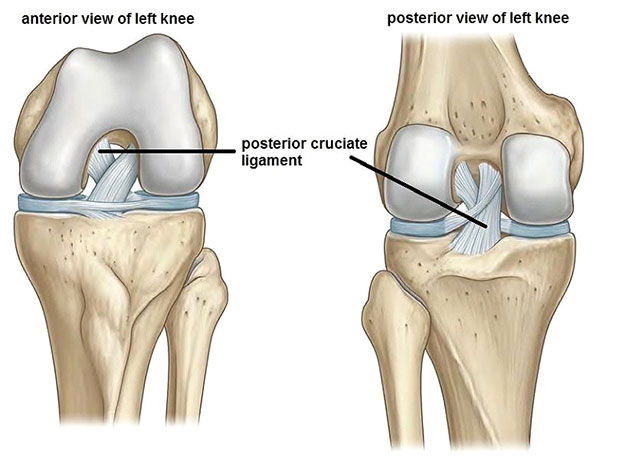 anterior view of left knee
posterior view of left knee
posterior cruciate
ligament